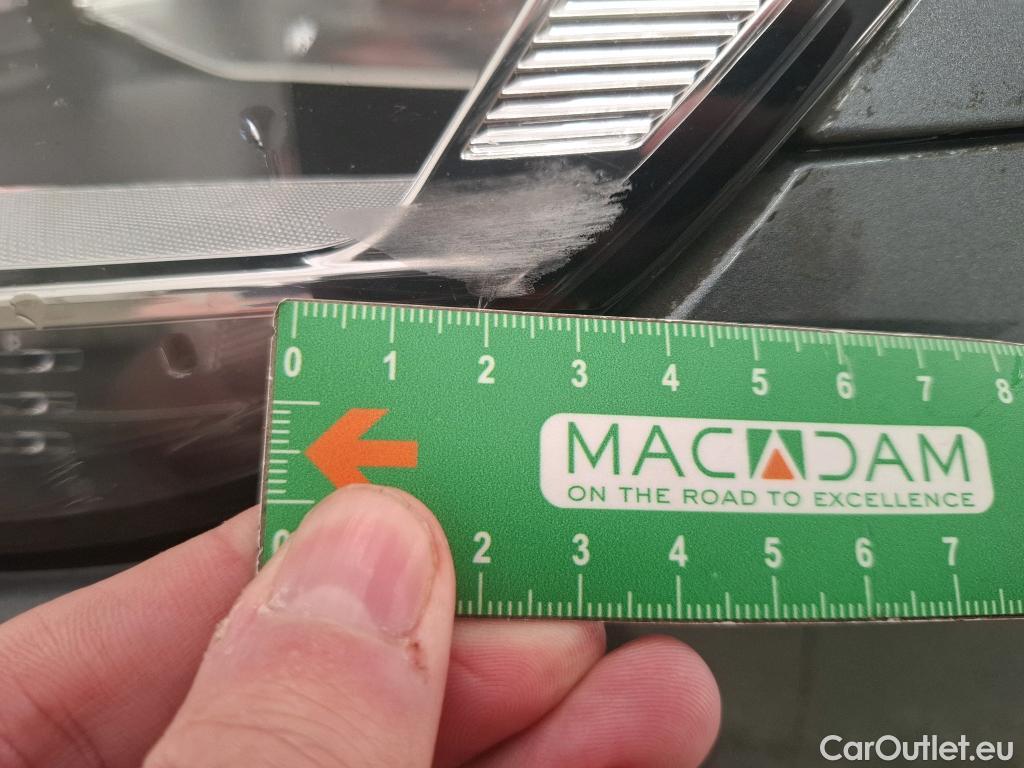 0 1 2 3 4 5 6 7 8
MACADAM
ON THE ROAD TO EXCELLENCE
0 2 3 4 5 6 7
CarOutlet.eu